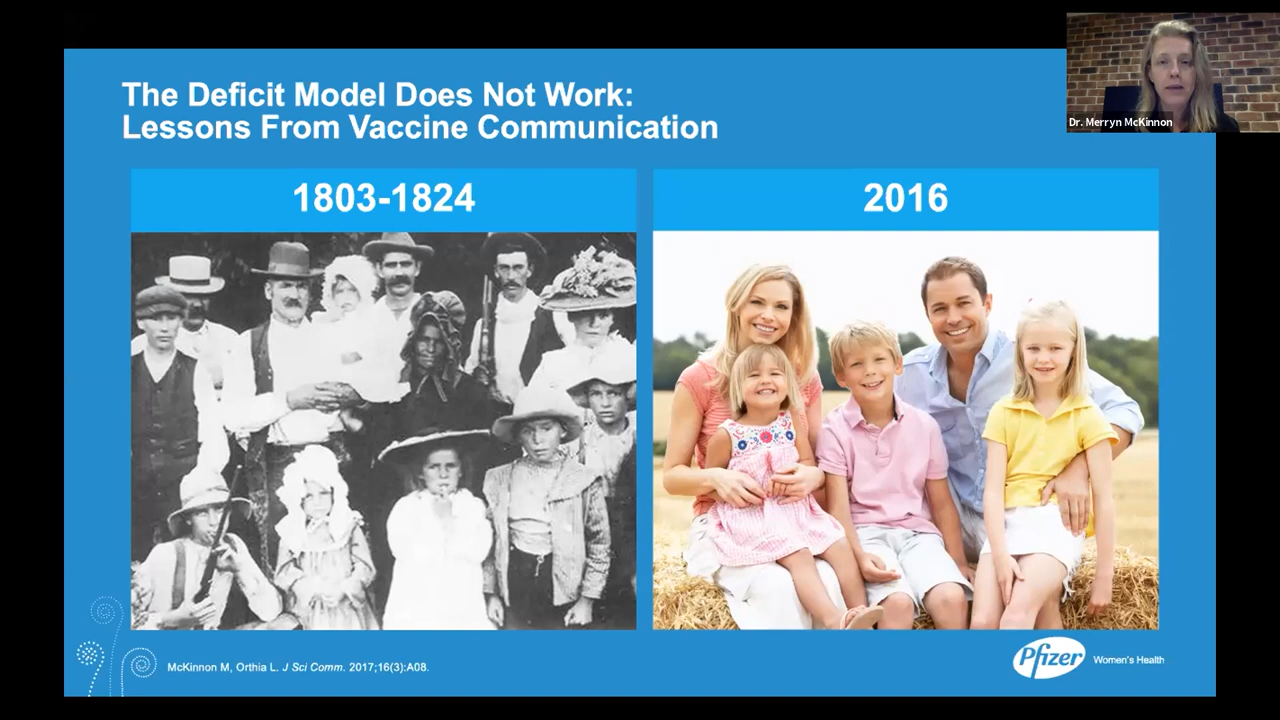 The Deficit Model Does Not Work:
Lessons From Vaccine Communication
Dr. Merryn McKinnon
1803-1824
2016
McKinnon M, Orthia L. J Sci Comm. 2017;16(3):A08.
Pfizer
Women's Health